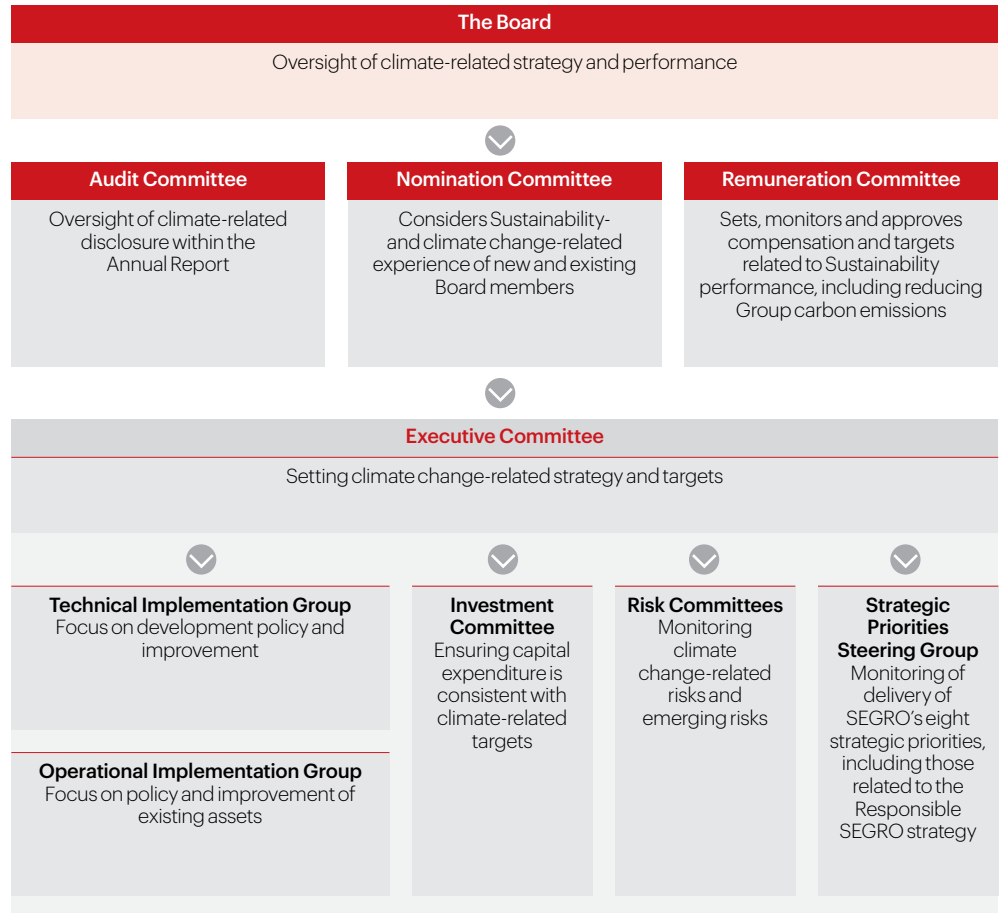 The Board
Oversight of climate-related strategy and performance
Audit Committee
Oversight of climate-related
disclosure within the
Annual Report
Nomination Committee
Considers Sustainability-
and climate change-related
experience of new and existing
Board members
Remuneration Committee
Sets, monitors and approves
compensation and targets
related to Sustainability
performance, including reducing
Group carbon emissions
Executive Committee
Setting climate change-related strategy and targets
Technical Implementation Group
Focus on development policy and
improvement
Operational Implementation Group
Focus on policy and improvement of
existing assets
Investment
Committee
Ensuring capital
expenditure is
consistent with
climate-related
targets
Risk Committees
Monitoring
climate
change-related
risks and
emerging risks
Strategic
Priorities
Steering Group
Monitoring of
delivery of
SEGRO's eight
strategic priorities,
including those
related to the
Responsible
SEGRO strategy